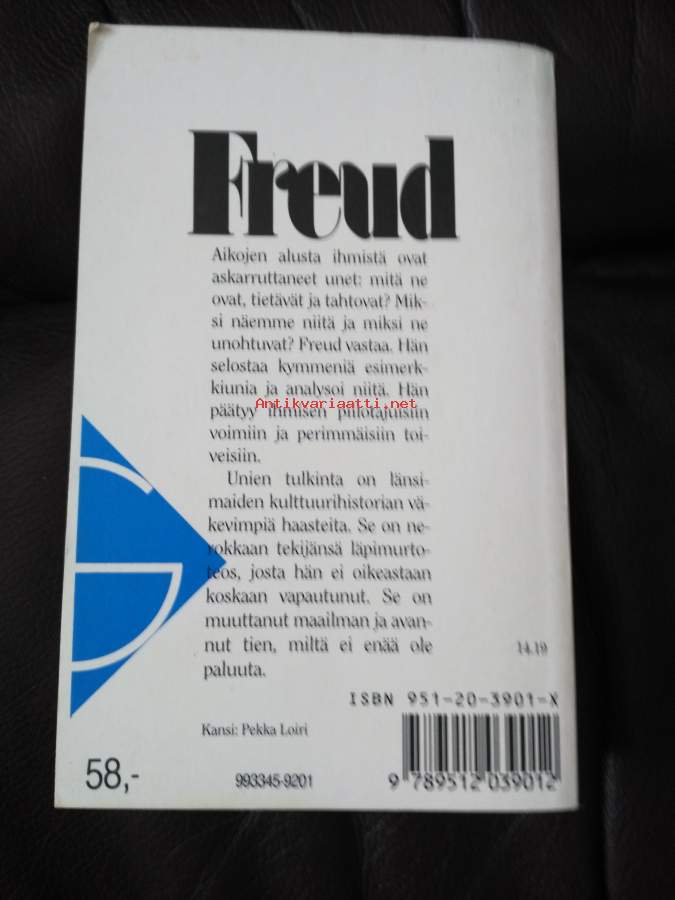 Freud
Aikojen alusta ihmistä ovat
askarruttaneet unet: mitä ne
ovat, tietävät ja tahtovat? Mik-
si näemme niitä ja miksi ne
unohtuvat? Freud vastaa. Hän
selostaa kymmeniä esimerk-
kiunia ja analysoi niitä. Hän
Antikvariaatti.net
päätyy ihmisen piilotajuisiin
voimiin ja perimmäisiin toi-
veisiin.
Unien tulkinta on länsi-
maiden kulttuurihistorian vä-
kevimpiä haasteita. Se on ne-
rokkaan tekijänsä läpimurto-
teos, josta hän ei oikeastaan
koskaan vapautunut. Se on
muuttanut maailman ja avan-
nut tien, miltä ei enää ole
paluuta.
14.19
ISBN 951-20-3901-X
Kansi: Pekka Loiri
58,-
993345-9201
9 789512 039012
G